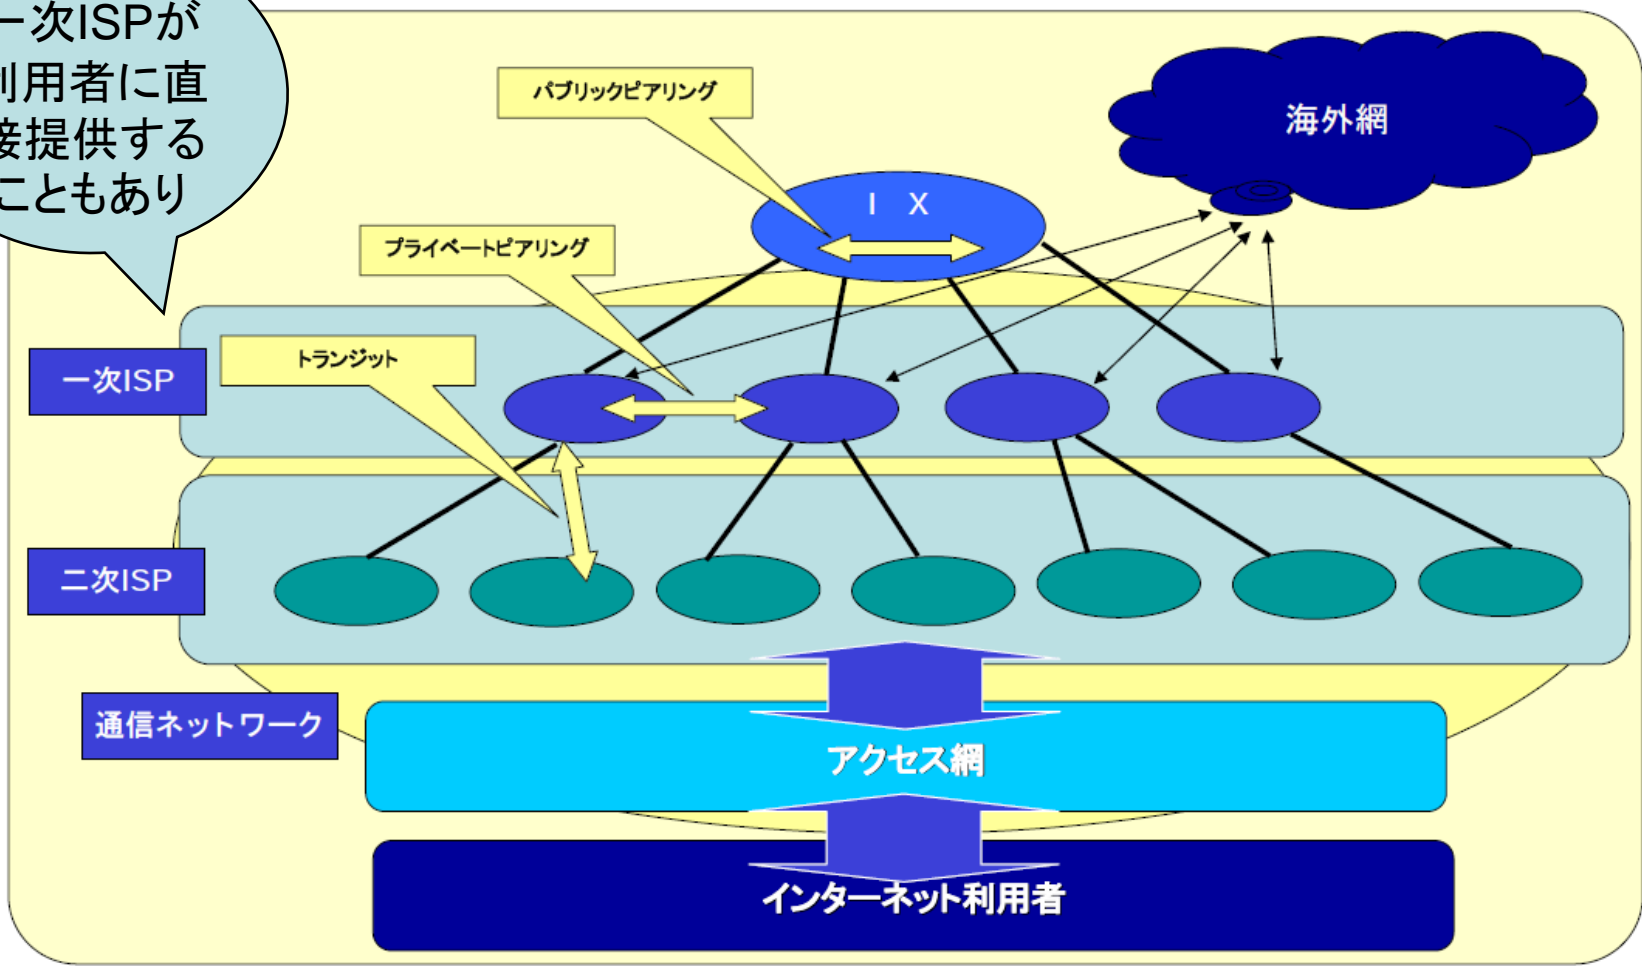 一次ISPが
利用者に直
接提供する
こともあり
パブリックピアリング
海外網
I X
プライベートピアリング
トランジット
一次ISP
二次ISP
通信ネットワーク
アクセス網
インターネット利用者